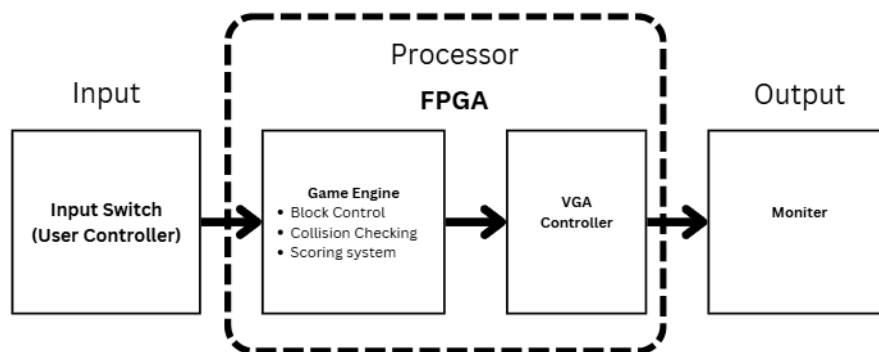 Processor
FPGA
Input
Output
Input Switch
(User Controller)
Game Engine
• Block Control
• Collision Checking
• Scoring system
VGA
Controller
Moniter